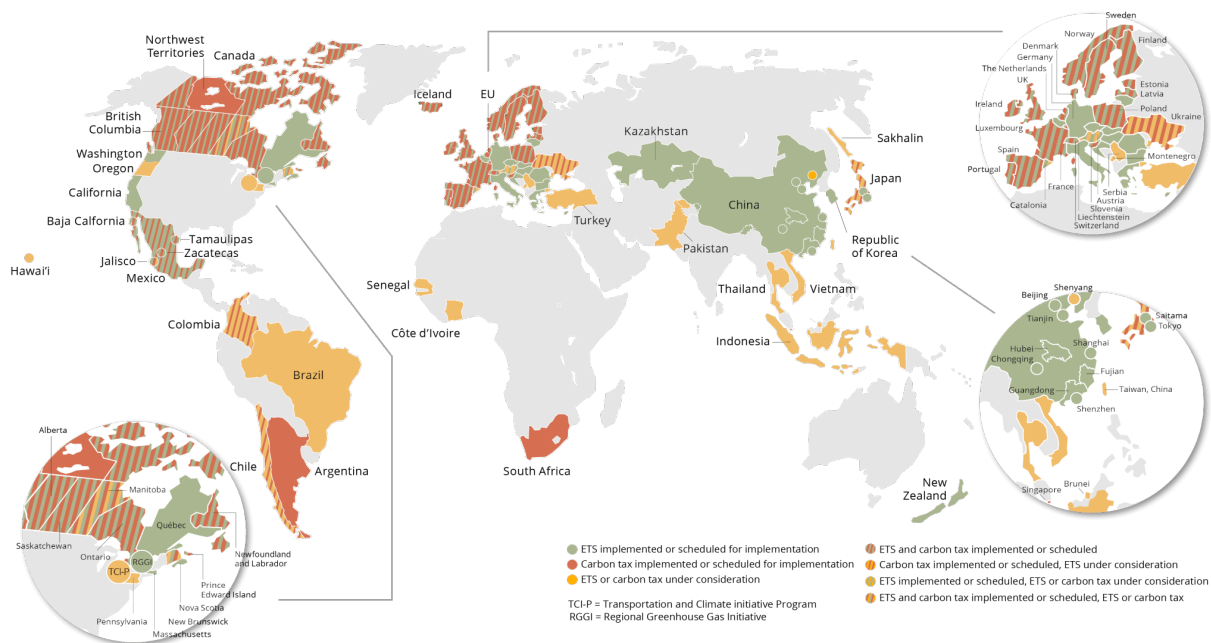 Northwest
Territories
Canada
British
Columbia
Washington
Oregon
California
Baja Calfornia
Hawai'i
Jalisco
Mexico
Tamaulipas
Zacatecas
Iceland
EU
Kazakhstan
Sakhalin
Japan
China
Republic
of Korea
Turkey
Pakistan
Thailand
Vietnam
Indonesia
Senegal
Côte d'Ivoire
Colombia
Brazil
Chile
Argentina
South Africa
New
Zealand
Sweden
Norway
Finland
Denmark
Germany
The Netherlands
UK
Estonia
Latvia
Ireland
Poland
Ukraine
Luxembourg
Spain
Montenegro
Portugal
France
Serbia
Austria
Catalonia
Slovenia
Liechtenstein
Switzerland
Shenyang
Beijing
Tianjin
Saitama
Tokyo
Hubei
Shanghai
Chongqing
Fujian
Guangdong
Taiwan, China
Shenzhen
Brunei
Singapore
Alberta
Manitoba
Québec
Saskatchewan
Ontario
TCI-P
RGGI
Newfoundland
and Labrador
Prince
Edward Island
Nova Scotia
New Brunswick
Pennsylvania
Massachusetts
ETS implemented or scheduled for implementation
Carbon tax implemented or scheduled for implementation
ETS or carbon tax under consideration
TCI-P = Transportation and Climate initiative Program
RGGI = Regional Greenhouse Gas Initiative
ETS and carbon tax implemented or scheduled
Carbon tax implemented or scheduled, ETS under consideration
ETS implemented or scheduled, ETS or carbon tax under consideration
ETS and carbon tax implemented or scheduled, ETS or carbon tax